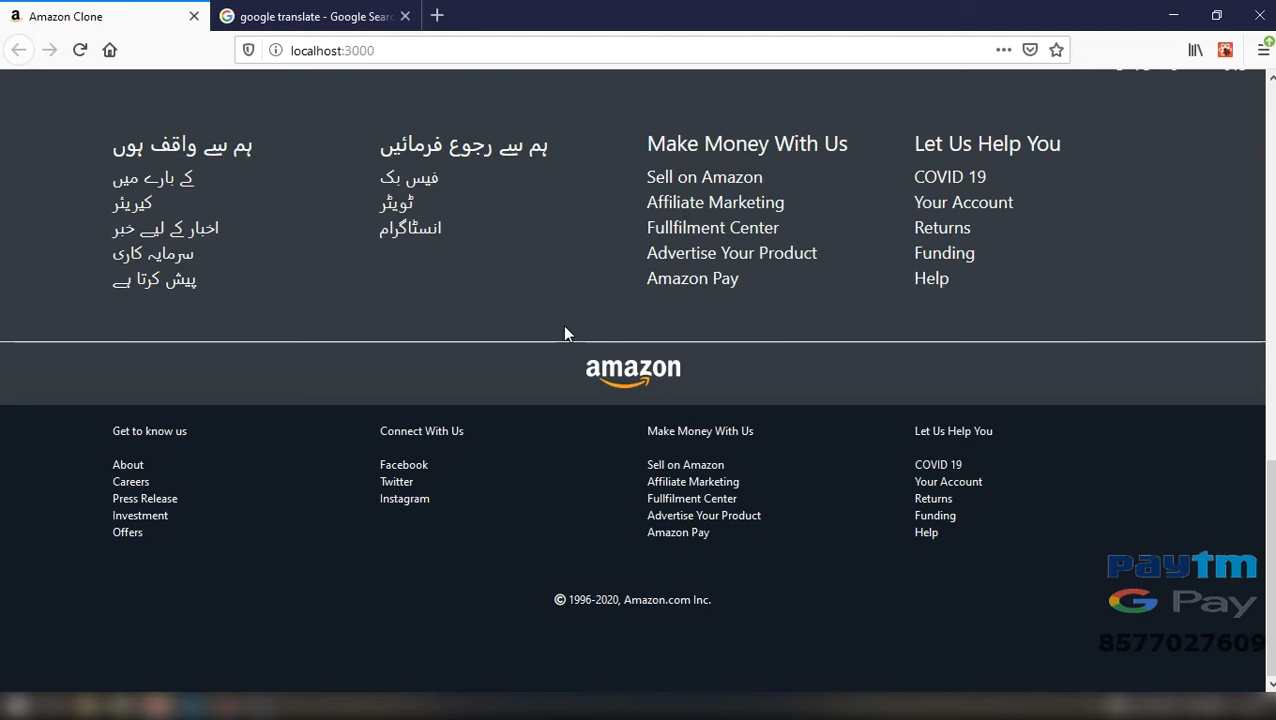 Amazon Clone
google translate - Google Sear
localhost:3000
ہم سے واقف ہوں
کے بارے میں
کیریئر
اخبار کے لیے خبر
سرمایہ کاری
پیش کرتا ہے
ہم سے رجوع فرمائیں
فیس بک
ٹویٹر
انسٹاگرام
Make Money With Us
Sell on Amazon
Affiliate Marketing
Fullfilment Center
Advertise Your Product
Amazon Pay
Let Us Help You
COVID 19
Your Account
Returns
Funding
Help
amazon
Get to know us
About
Careers
Press Release
Investment
Offers
Connect With Us
Facebook
Twitter
Instagram
Make Money With Us
Sell on Amazon
Affiliate Marketing
Fullfilment Center
Advertise Your Product
Amazon Pay
Let Us Help You
COVID 19
Your Account
Returns
Funding
Help
© 1996-2020, Amazon.com Inc.
paytm
G Pay
8577027609